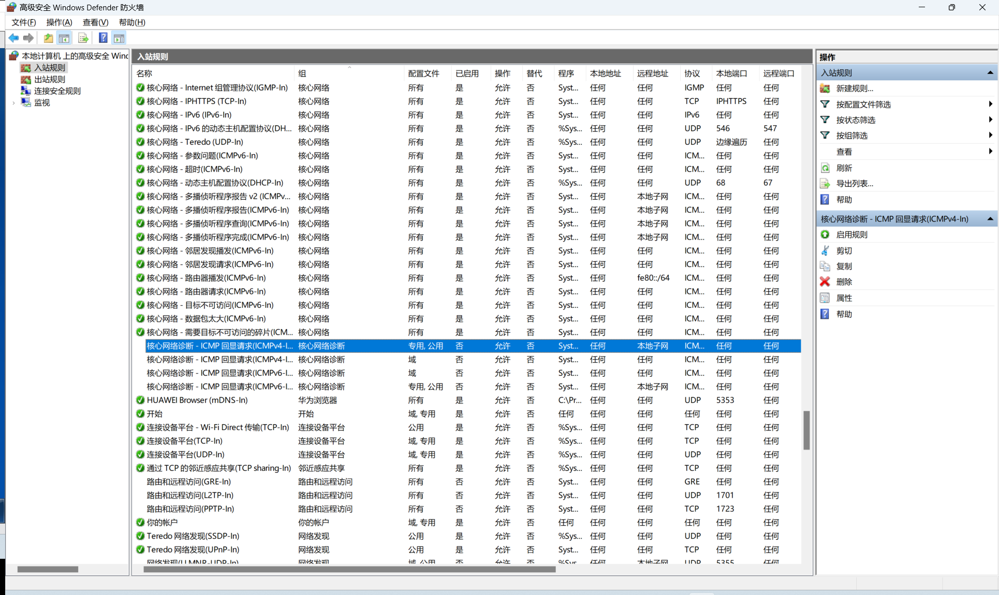 高级安全 Windows Defender 防火墙
文件(F) 操作(A) 查看(V) 帮助(H)
本地计算机 上的高级安全 Wind
入站规则
出站规则
连接安全规则
监视
入站规则
名称 组 配置文件 已启用 操作 替代 程序 本地地址 远程地址 协议 本地端口 远程端口
核心网络 - Internet 组管理协议(IGMP-In) 核心网络 所有 是 允许 否 Syst... 任何 任何 IGMP 任何 任何
核心网络 - IPHTTPS (TCP-In) 核心网络 所有 是 允许 否 Syst... 任何 任何 TCP IPHTTPS 任何
核心网络 - IPv6 (IPv6-In) 核心网络 所有 是 允许 否 Syst... 任何 任何 IPv6 任何 任何
核心网络 - IPv6 的动态主机配置协议(DH... 核心网络 所有 是 允许 否 %Sys... 任何 任何 UDP 546 547
核心网络 - Teredo (UDP-In) 核心网络 所有 是 允许 否 %Sys... 任何 任何 UDP 边缘遍历 任何
核心网络 - 参数问题(ICMPv6-In) 核心网络 所有 是 允许 否 Syst... 任何 任何 ICM... 任何 任何
核心网络 - 超时(ICMPv6-In) 核心网络 所有 是 允许 否 Syst... 任何 任何 ICM... 任何 任何
核心网络 - 动态主机配置协议(DHCP-In) 核心网络 所有 是 允许 否 %Sys... 任何 任何 UDP 68 67
核心网络 - 多播侦听程序报告 v2 (ICMPv... 核心网络 所有 是 允许 否 Syst... 任何 本地子网 ICM... 任何 任何
核心网络 - 多播侦听程序报告(ICMPv6-In) 核心网络 所有 是 允许 否 Syst... 任何 本地子网 ICM... 任何 任何
核心网络 - 多播侦听程序查询(ICMPv6-In) 核心网络 所有 是 允许 否 Syst... 任何 本地子网 ICM... 任何 任何
核心网络 - 多播侦听程序完成(ICMPv6-In) 核心网络 所有 是 允许 否 Syst... 任何 本地子网 ICM... 任何 任何
核心网络 - 邻居发现播发(ICMPv6-In) 核心网络 所有 是 允许 否 Syst... 任何 任何 ICM... 任何 任何
核心网络 - 邻居发现请求(ICMPv6-In) 核心网络 所有 是 允许 否 Syst... 任何 任何 ICM... 任何 任何
核心网络 - 路由器播发(ICMPv6-In) 核心网络 所有 是 允许 否 Syst... 任何 fe80::/64 ICM... 任何 任何
核心网络 - 路由器请求(ICMPv6-In) 核心网络 所有 是 允许 否 Syst... 任何 任何 ICM... 任何 任何
核心网络 - 目标不可访问(ICMPv6-In) 核心网络 所有 是 允许 否 Syst... 任何 任何 ICM... 任何 任何
核心网络 - 数据包太大(ICMPv6-In) 核心网络 所有 是 允许 否 Syst... 任何 任何 ICM... 任何 任何
核心网络 - 需要目标不可访问的碎片(ICM... 核心网络 所有 是 允许 否 Syst... 任何 任何 ICM... 任何 任何
核心网络诊断 - ICMP 回显请求(ICMPv4-I... 核心网络诊断 专用, 公用 否 允许 否 Syst... 任何 本地子网 ICM... 任何 任何
核心网络诊断 - ICMP 回显请求(ICMPv4-I... 核心网络诊断 域 否 允许 否 Syst... 任何 任何 ICM... 任何 任何
核心网络诊断 - ICMP 回显请求(ICMPv6-I... 核心网络诊断 域 否 允许 否 Syst... 任何 任何 ICM... 任何 任何
核心网络诊断 - ICMP 回显请求(ICMPv6-I... 核心网络诊断 专用, 公用 否 允许 否 Syst... 任何 本地子网 ICM... 任何 任何
HUAWEI Browser (mDNS-In) 华为浏览器 所有 是 允许 否 C:\Pr... 任何 任何 UDP 5353 任何
开始 开始 域, 专用 是 允许 否 任何 任何 任何 任何 任何 任何
连接设备平台 - Wi-Fi Direct 传输(TCP-In) 连接设备平台 公用 是 允许 否 %Sys... 任何 任何 TCP 任何 任何
连接设备平台(TCP-In) 连接设备平台 域, 专用 是 允许 否 %Sys... 任何 任何 TCP 任何 任何
连接设备平台(UDP-In) 连接设备平台 域, 专用 是 允许 否 %Sys... 任何 任何 UDP 任何 任何
通过 TCP 的邻近感应共享(TCP sharing-In) 邻近感应共享 所有 是 允许 否 %Sys... 任何 任何 TCP 任何 任何
路由和远程访问(GRE-In) 路由和远程访问 所有 否 允许 否 Syst... 任何 任何 GRE 任何 任何
路由和远程访问(L2TP-In) 路由和远程访问 所有 否 允许 否 Syst... 任何 任何 UDP 1701 任何
路由和远程访问(PPTP-In) 路由和远程访问 所有 否 允许 否 Syst... 任何 任何 TCP 1723 任何
你的帐户 你的帐户 域, 专用 是 允许 否 任何 任何 任何 任何 任何 任何
Teredo 网络发现(SSDP-In) 网络发现 公用 是 允许 否 %Sys... 任何 任何 UDP 任何 任何
Teredo 网络发现(UPnP-In) 网络发现 公用 是 允许 否 Syst... 任何 任何 TCP 任何 任何
网络发现(LLMNR-UDP-In) 网络发现 域, 公用 否 允许 否 %Sys... 任何 本地子网 UDP 5355 任何
操作
入站规则
新建规则...
按配置文件筛选
按状态筛选
按组筛选
查看
刷新
导出列表...
帮助
核心网络诊断 - ICMP 回显请求(ICMPv4-In)
启用规则
剪切
复制
删除
属性
帮助